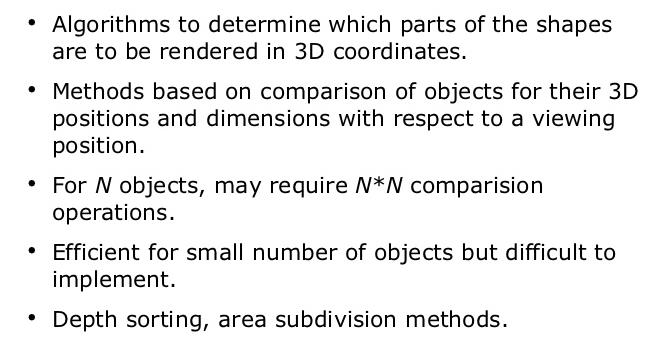 • Algorithms to determine which parts of the shapes
are to be rendered in 3D coordinates.
• Methods based on comparison of objects for their 3D
positions and dimensions with respect to a viewing
position.
• For N objects, may require N*N comparision
operations.
• Efficient for small number of objects but difficult to
implement.
• Depth sorting, area subdivision methods.